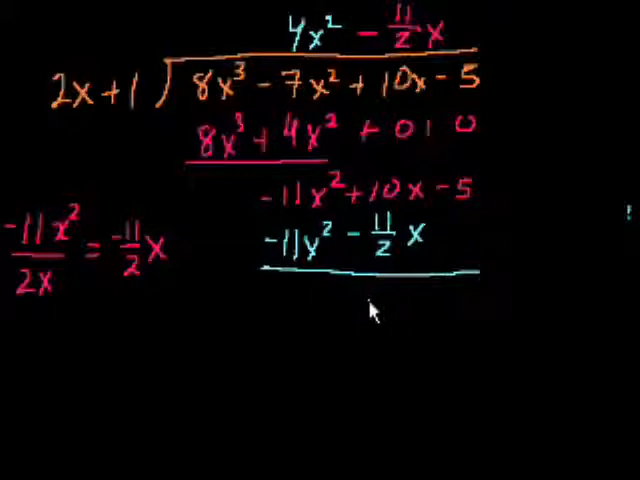 4x² - 11/2 x
2x + 1 ) 8x³ - 7x² + 10x - 5
8x³ + 4x² + 0 + 0
-11x² + 10x - 5
-11x² / 2x = -11/2 x
-11x² - 11/2 x